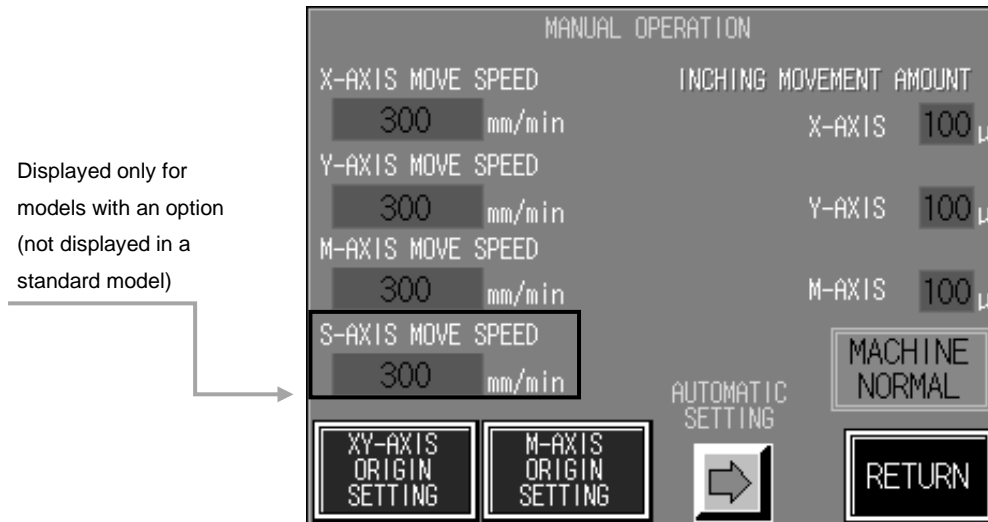 MANUAL OPERATION
X-AXIS MOVE SPEED
300 mm/min
Y-AXIS MOVE SPEED
300 mm/min
M-AXIS MOVE SPEED
300 mm/min
S-AXIS MOVE SPEED
300 mm/min
INCHING MOVEMENT AMOUNT
X-AXIS 100 μ
Y-AXIS 100 μ
M-AXIS 100 μ
Displayed only for
models with an option
(not displayed in a
standard model)
MACHINE
NORMAL
AUTOMATIC
SETTING
XY-AXIS
ORIGIN
SETTING
M-AXIS
ORIGIN
SETTING
RETURN